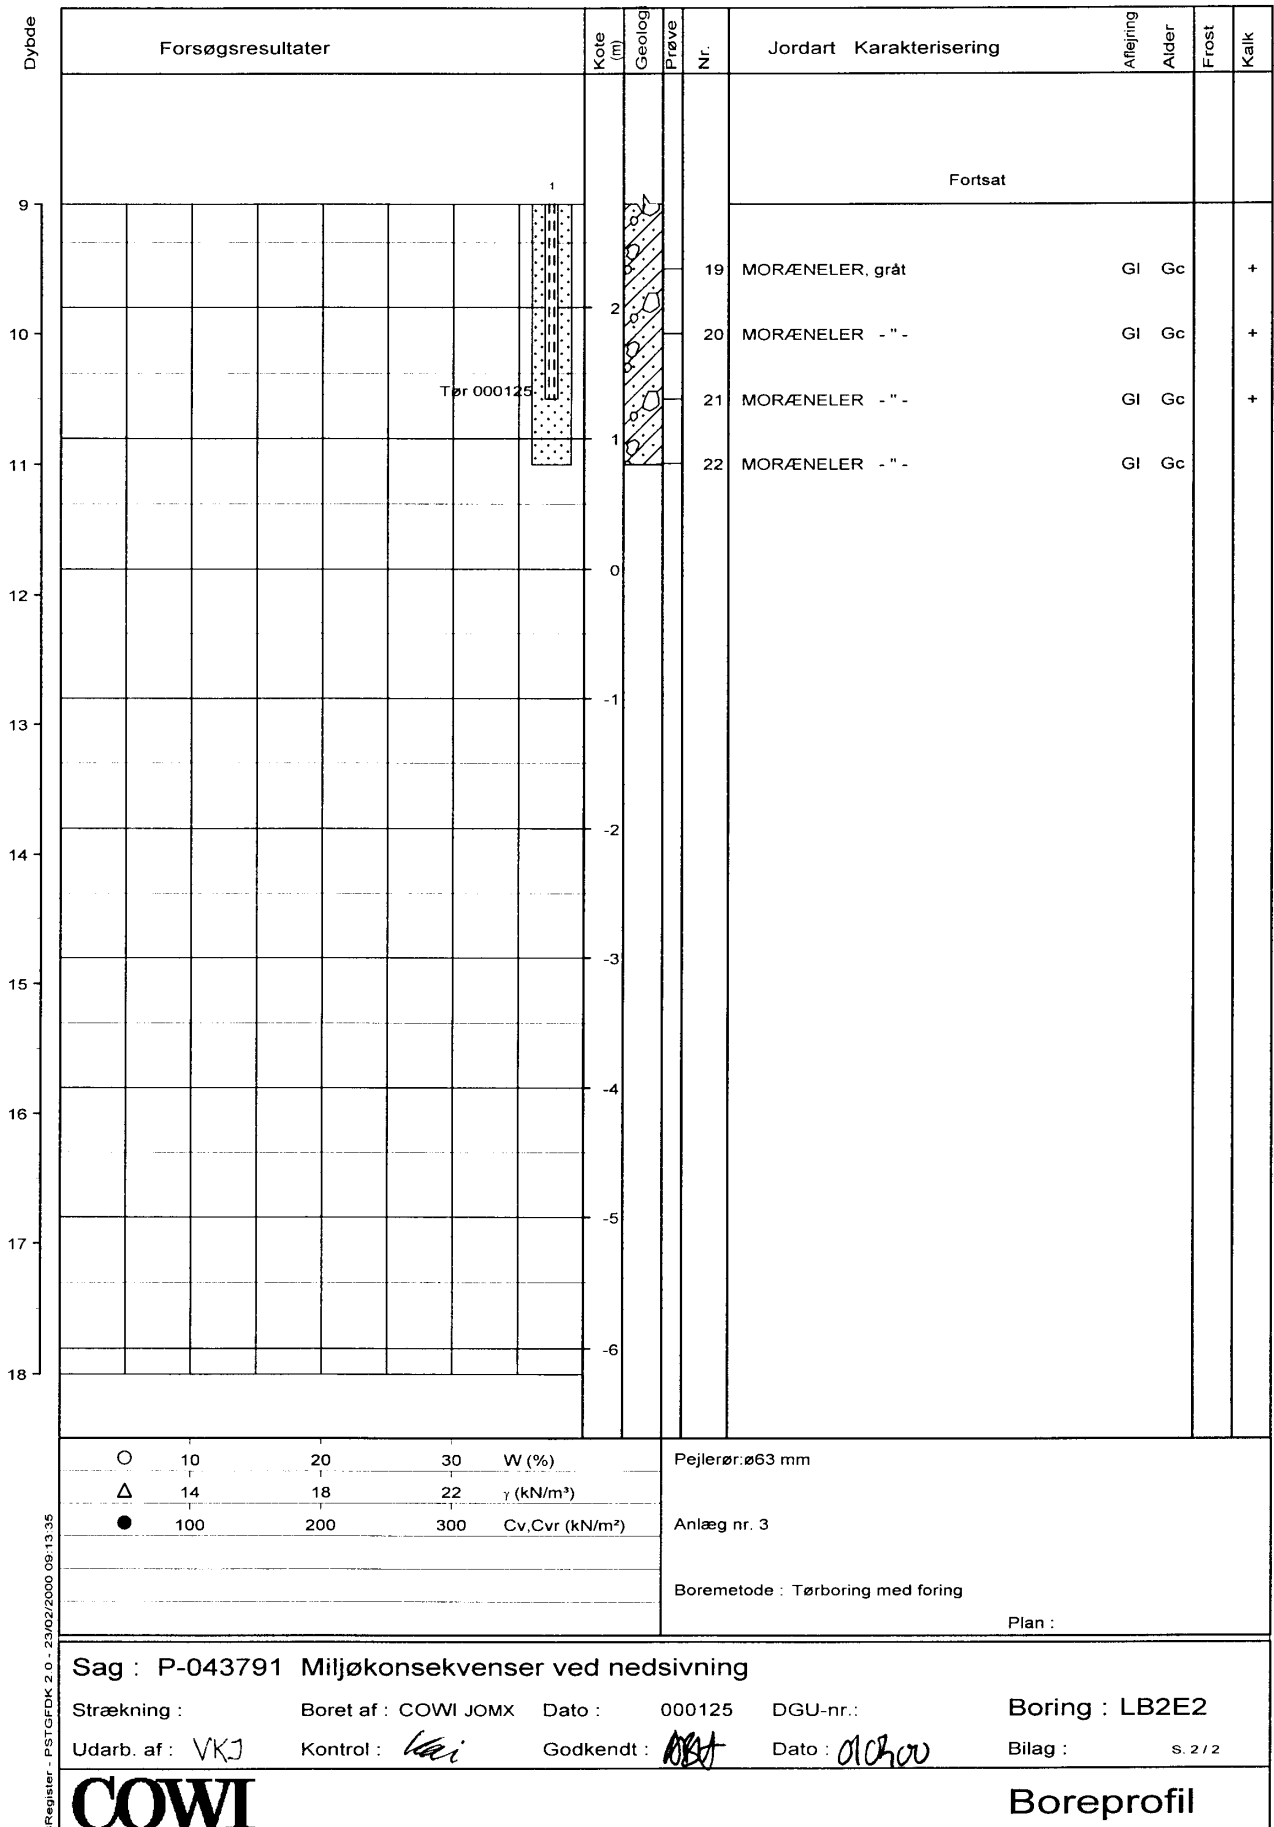 Dybde Forsøgsresultater Kote (m) Geologi Prøve Nr. Jordart Karakterisering Aflejring Alder Frost Kalk
Fortsat
1
9
19 MORÆNELER, gråt Gl Gc +
2
10 20 MORÆNELER - " - Gl Gc +
Tør 000125 21 MORÆNELER - " - Gl Gc +
1
11 22 MORÆNELER - " - Gl Gc
0
12
-1
13
-2
14
-3
15
-4
16
-5
17
-6
18
10 20 30 W (%) Pejlerør:ø63 mm
14 18 22 γ (kN/m³)
100 200 300 Cv,Cvr (kN/m²) Anlæg nr. 3
Boremetode : Tørboring med foring
Plan :
Sag : P-043791 Miljøkonsekvenser ved nedsivning
Strækning : Boret af : COWI JOMX Dato : 000125 DGU-nr.: Boring : LB2E2
Udarb. af : VKJ Kontrol : Godkendt : Dato : Bilag : S. 2 / 2
COWI Boreprofil
Register - PSTGFDK 2.0 - 23/02/2000 09:13:35